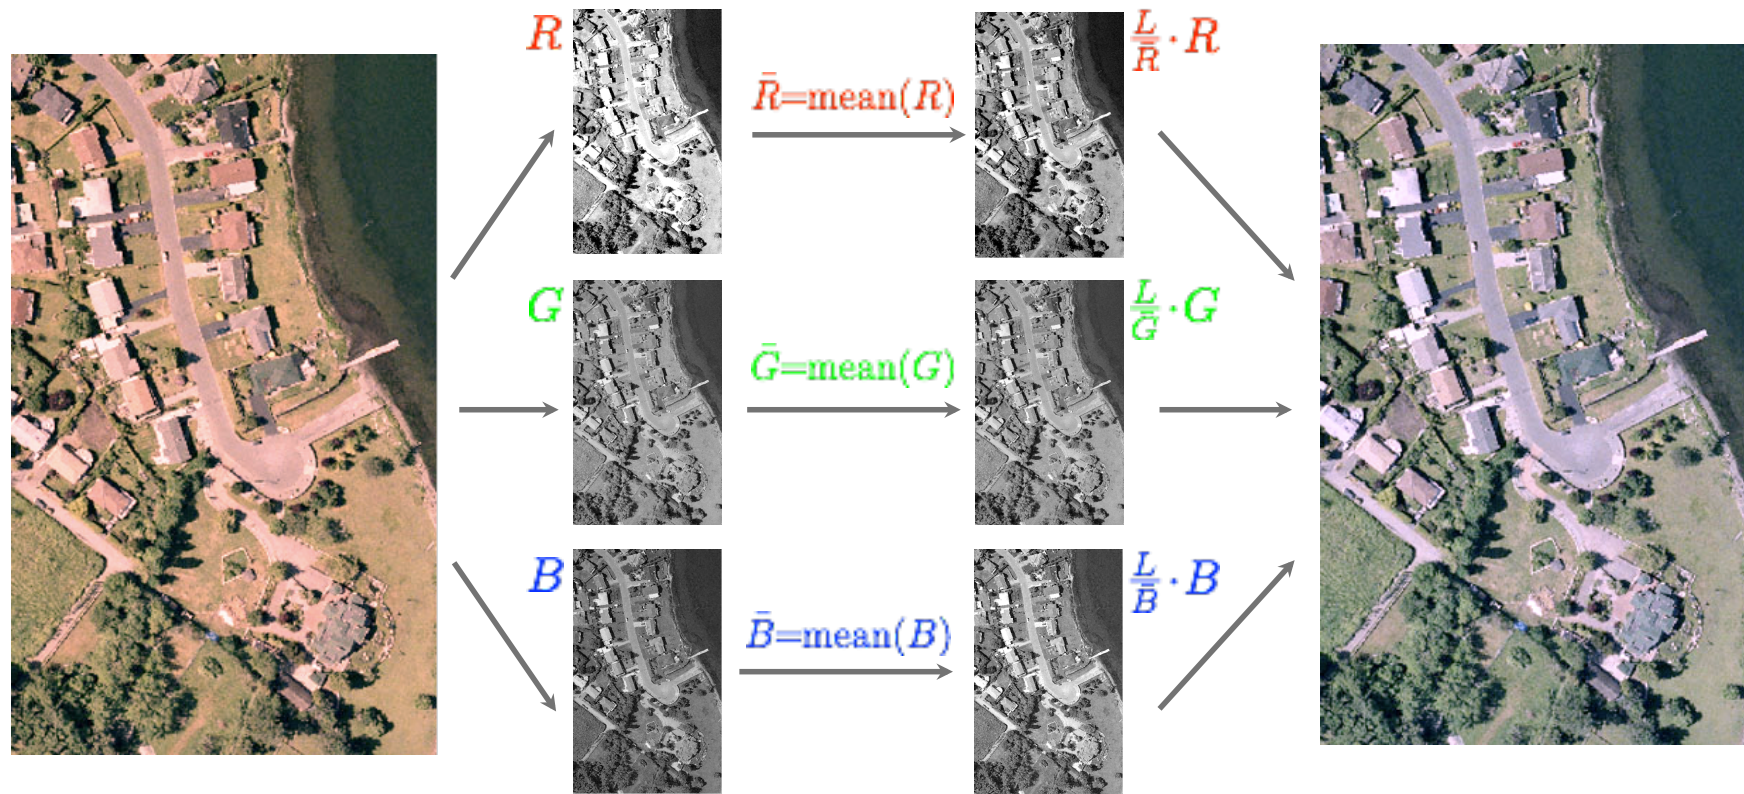 R
R̄=mean(R)
L/R̄ · R
G
Ḡ=mean(G)
L/Ḡ · G
B
B̄=mean(B)
L/B̄ · B